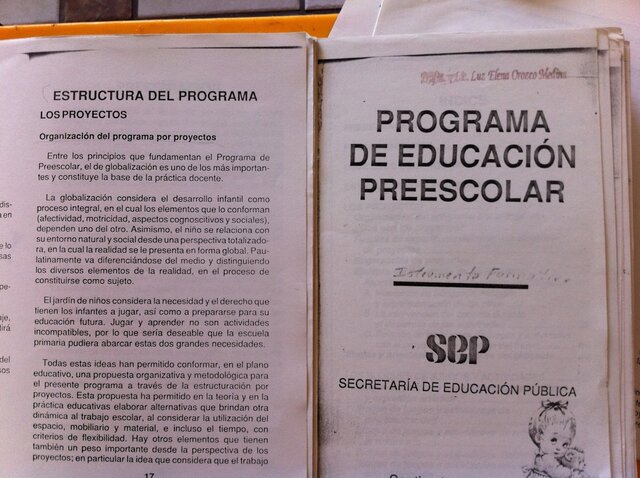 ESTRUCTURA DEL PROGRAMA
LOS PROYECTOS
Organización del programa por proyectos
Entre los principios que fundamentan el Programa de
Preescolar, el de globalización es uno de los más importan-
tes y constituye la base de la práctica docente.
La globalización considera el desarrollo infantil como
proceso integral, en el cual los elementos que lo conforman
(afectividad, motricidad, aspectos cognoscitivos y sociales),
dependen uno del otro. Asimismo, el niño se relaciona con
su entorno natural y social desde una perspectiva totalizado-
ra, en la cual la realidad se le presenta en forma global. Pau-
latinamente va diferenciándose del medio y distinguiendo
los diversos elementos de la realidad, en el proceso de
constituirse como sujeto.
El jardín de niños considera la necesidad y el derecho que
tienen los infantes a jugar, así como a prepararse para su
educación futura. Jugar y aprender no son actividades
incompatibles, por lo que sería deseable que la escuela
primaria pudiera abarcar estas dos grandes necesidades.
Todas estas ideas han permitido conformar, en el plano
educativo, una propuesta organizativa y metodológica para
el presente programa a través de la estructuración por
proyectos. Esta propuesta ha permitido en la teoría y en la
práctica educativas elaborar alternativas que brindan otra
dinámica al trabajo escolar, al considerar la utilización del
espacio, mobiliario y material, e incluso el tiempo, con
criterios de flexibilidad. Hay otros elementos que tienen
también un peso importante desde la perspectiva de los
proyectos; en particular la idea que considera que el trabajo
17
Luz Elena Orozco Medina
PROGRAMA
DE EDUCACIÓN
PREESCOLAR
SEP
SECRETARÍA DE EDUCACIÓN PÚBLICA